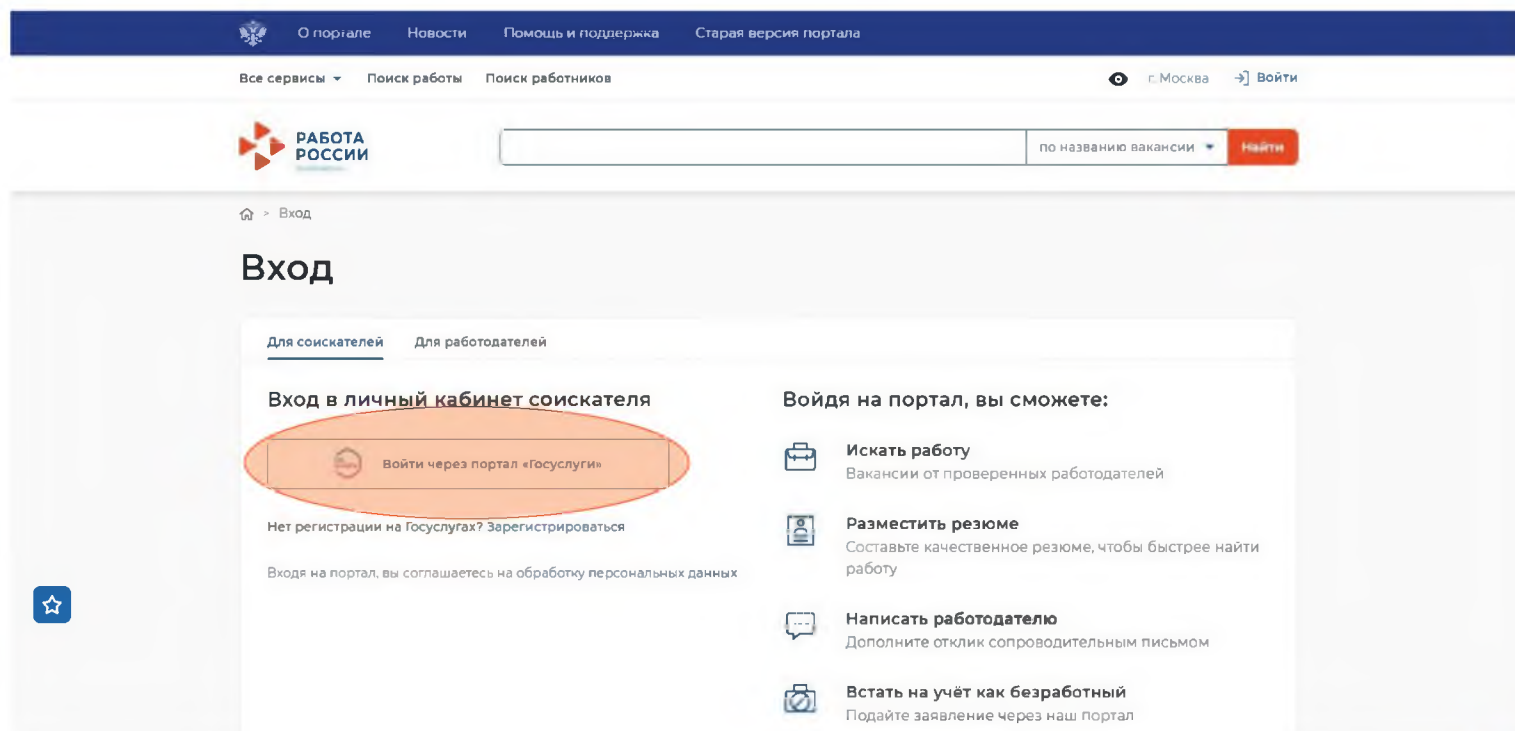 О портале Новости Помощь и поддержка Старая версия портала
Все сервисы Поиск работы Поиск работников г. Москва Войти
РАБОТА
РОССИИ
по названию вакансии Найти
> Вход
Вход
Для соискателей Для работодателей
Вход в личный кабинет соискателя
Войти через портал «Госуслуги»
Нет регистрации на Госуслугах? Зарегистрироваться
Входя на портал, вы соглашаетесь на обработку персональных данных
Войдя на портал, вы сможете:
Искать работу
Вакансии от проверенных работодателей
Разместить резюме
Составьте качественное резюме, чтобы быстрее найти
работу
Написать работодателю
Дополните отклик сопроводительным письмом
Встать на учёт как безработный
Подайте заявление через наш портал